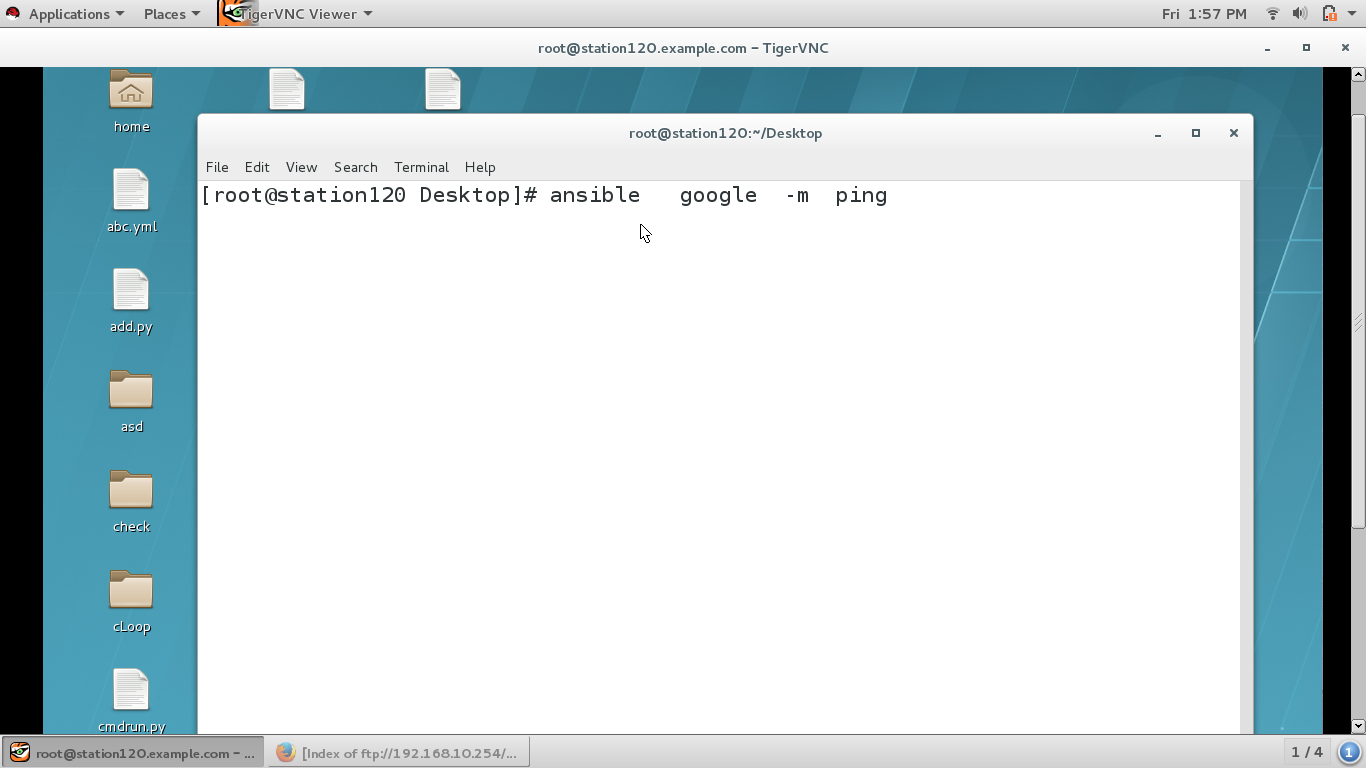 Applications Places TigerVNC Viewer Fri 1:57 PM
root@station120.example.com – TigerVNC
home
root@station120:~/Desktop
File Edit View Search Terminal Help
[root@station120 Desktop]# ansible   google  -m  ping
abc.yml
add.py
asd
check
cLoop
cmdrun.py
root@station120.example.com – ... [Index of ftp://192.168.10.254/... 1 / 4 1